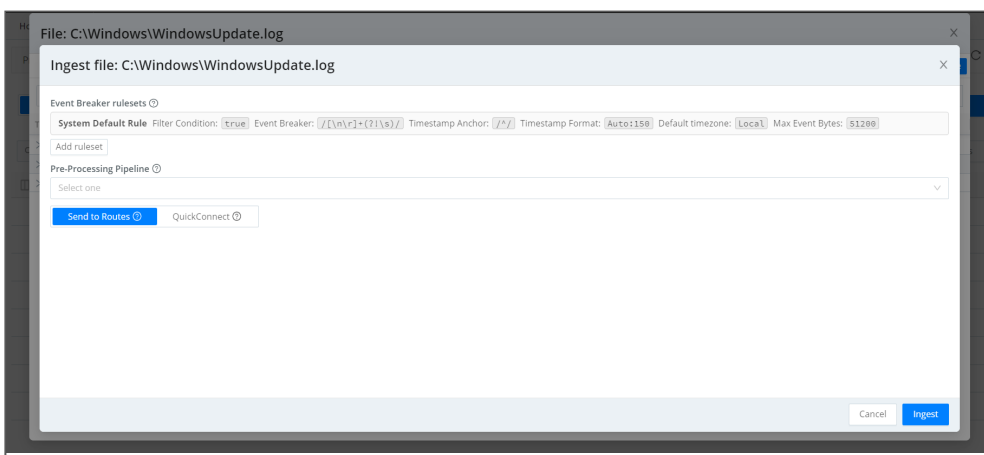 File: C:\Windows\WindowsUpdate.log
Ingest file: C:\Windows\WindowsUpdate.log
Event Breaker rulesets
System Default Rule Filter Condition: true Event Breaker: /[\n\r]+(?!\s)/ Timestamp Anchor: /^/ Timestamp Format: Auto:150 Default timezone: Local Max Event Bytes: 51200
Add ruleset
Pre-Processing Pipeline
Select one
Send to Routes QuickConnect
Cancel Ingest